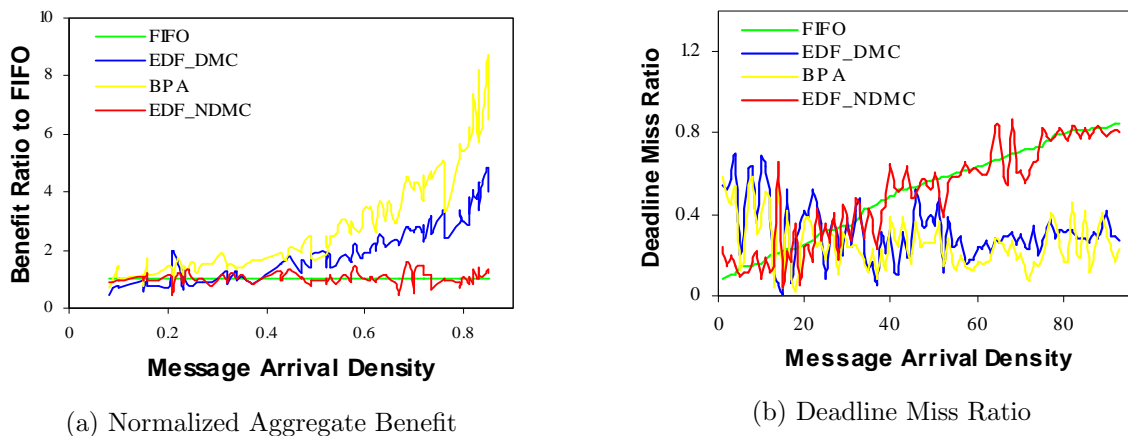 10
8
6
4
2
0
Benefit Ratio to FIFO
FIFO
EDF_DMC
BPA
EDF_NDMC
0 0.2 0.4 0.6 0.8
Message Arrival Density
(a) Normalized Aggregate Benefit
1.2
0.8
0.4
0
Deadline Miss Ratio
FIFO
EDF_DMC
BPA
EDF_NDMC
0 20 40 60 80
Message Arrival Density
(b) Deadline Miss Ratio